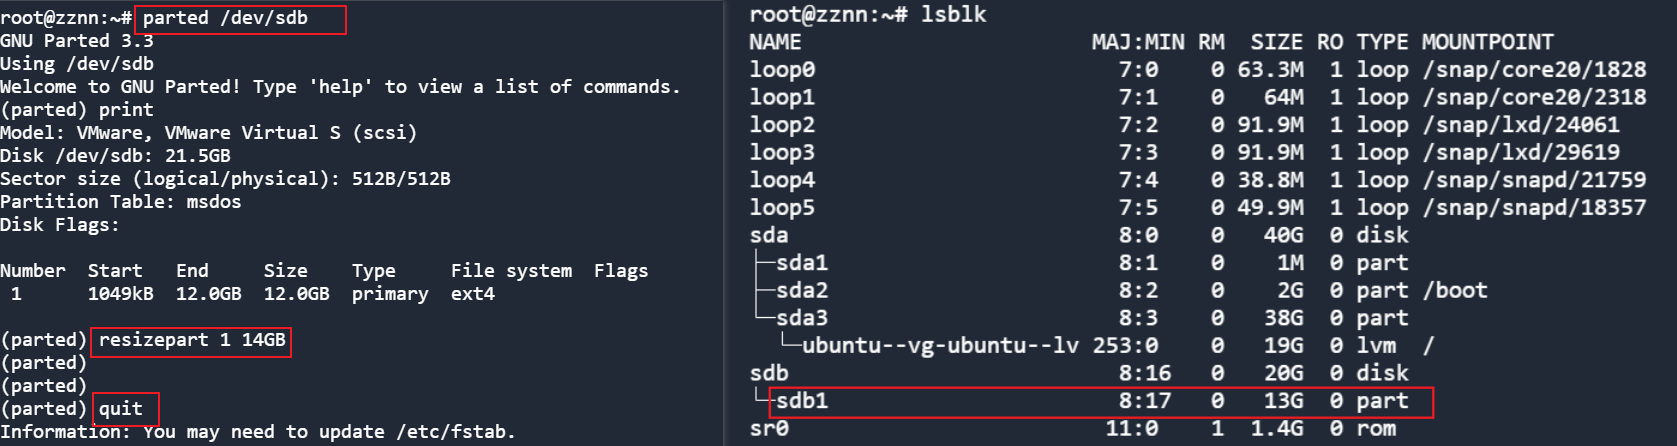 root@zznn:~# parted /dev/sdb
GNU Parted 3.3
Using /dev/sdb
Welcome to GNU Parted! Type 'help' to view a list of commands.
(parted) print
Model: VMware, VMware Virtual S (scsi)
Disk /dev/sdb: 21.5GB
Sector size (logical/physical): 512B/512B
Partition Table: msdos
Disk Flags:
Number  Start   End     Size    Type     File system  Flags
 1      1049kB  12.0GB  12.0GB  primary  ext4
(parted) resizepart 1 14GB
(parted)
(parted)
(parted) quit
Information: You may need to update /etc/fstab.
root@zznn:~# lsblk
NAME                      MAJ:MIN RM  SIZE RO TYPE MOUNTPOINT
loop0                       7:0    0 63.3M  1 loop /snap/core20/1828
loop1                       7:1    0   64M  1 loop /snap/core20/2318
loop2                       7:2    0 91.9M  1 loop /snap/lxd/24061
loop3                       7:3    0 91.9M  1 loop /snap/lxd/29619
loop4                       7:4    0 38.8M  1 loop /snap/snapd/21759
loop5                       7:5    0 49.9M  1 loop /snap/snapd/18357
sda                         8:0    0   40G  0 disk
├─sda1                      8:1    0    1M  0 part
├─sda2                      8:2    0    2G  0 part /boot
└─sda3                      8:3    0   38G  0 part
  └─ubuntu--vg-ubuntu--lv 253:0    0   19G  0 lvm  /
sdb                         8:16   0   20G  0 disk
└─sdb1                      8:17   0   13G  0 part
sr0                        11:0    1  1.4G  0 rom